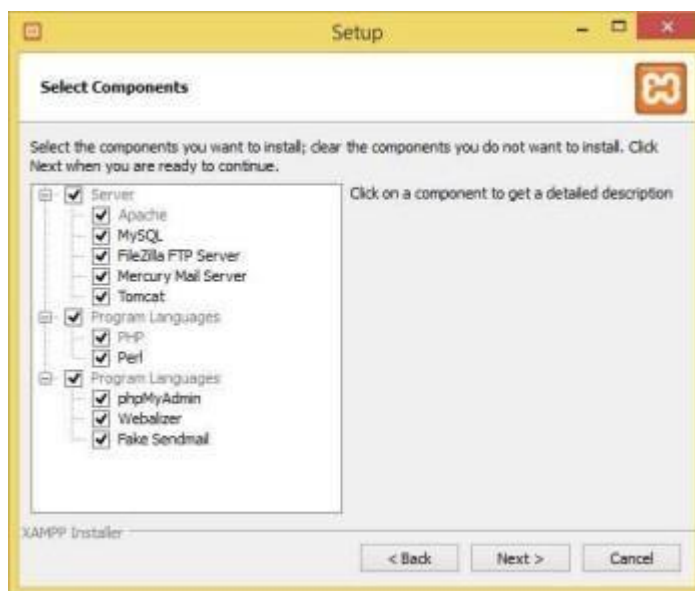 Setup
Select Components
Select the components you want to install; clear the components you do not want to install. Click
Next when you are ready to continue.
Server
Apache
MySQL
FileZilla FTP Server
Mercury Mail Server
Tomcat
Program Languages
PHP
Perl
Program Languages
phpMyAdmin
Webalizer
Fake Sendmail
Click on a component to get a detailed description
XAMPP Installer
< Back
Next >
Cancel